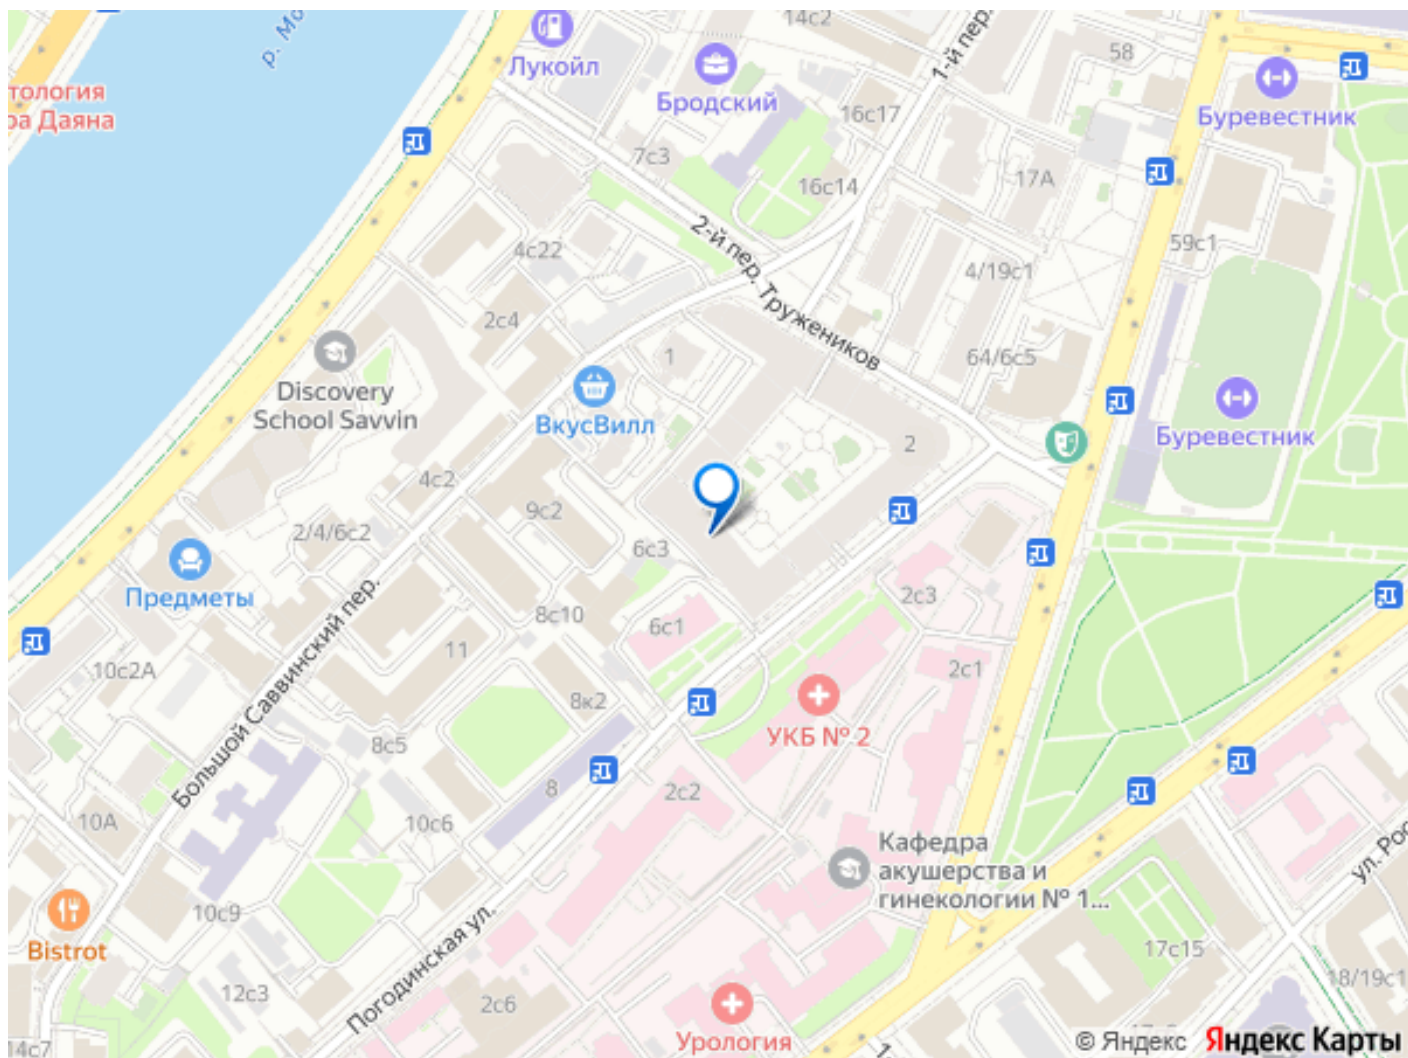 р. Мо
Лукойл
14с2
1-й пер.
58
Бродский
Буревестник
тология
ра Даяна
16с17
7с3
16с14
17А
2-й пер. Тружеников
59с1
4с22
4/19с1
2с4
1
64/6с5
Discovery
School Savvin
ВкусВилл
Буревестник
2
4с2
9с2
2/4/6с2
6с3
Предметы
8с10
2с3
6с1
10с2А
11
2с1
Большой Саввинский пер.
8к2
УКБ № 2
8с5
8
2с2
10А
10с6
Кафедра
акушерства и
гинекологии № 1...
ул. Рос
10с9
Bistrot
Погодинская ул.
17с15
18/19с1
12с3
2с6
Урология
14с7
© Яндекс Яндекс Карты